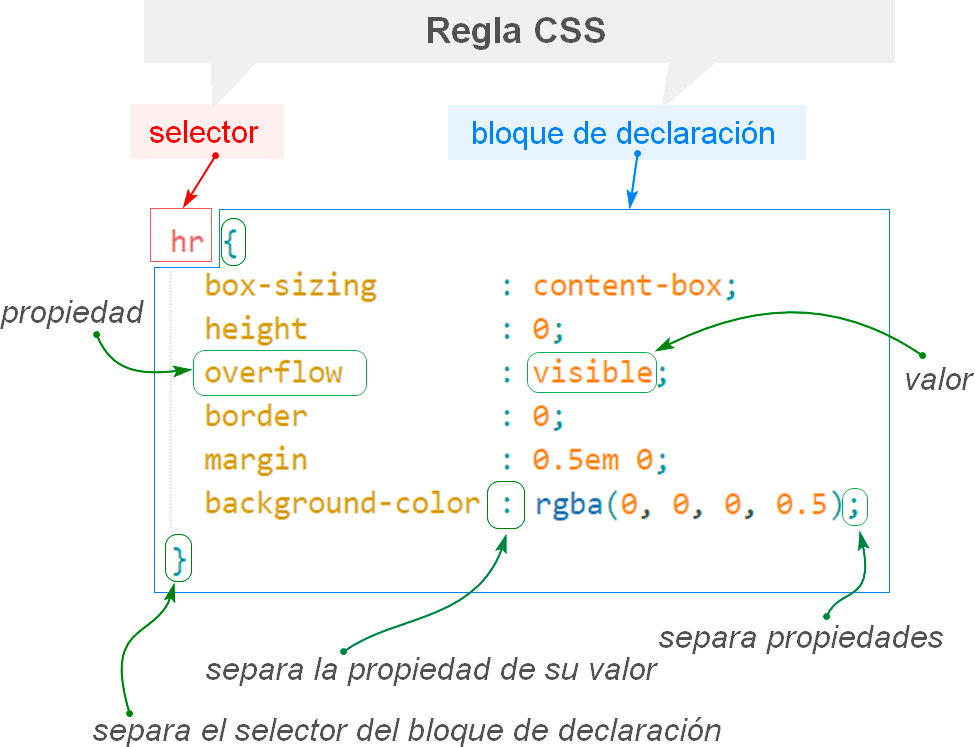 Regla CSS
selector
bloque de declaración
hr {
box-sizing : content-box;
height : 0;
propiedad
overflow : visible;
valor
border : 0;
margin : 0.5em 0;
background-color : rgba(0, 0, 0, 0.5);
}
separa propiedades
separa la propiedad de su valor
separa el selector del bloque de declaración